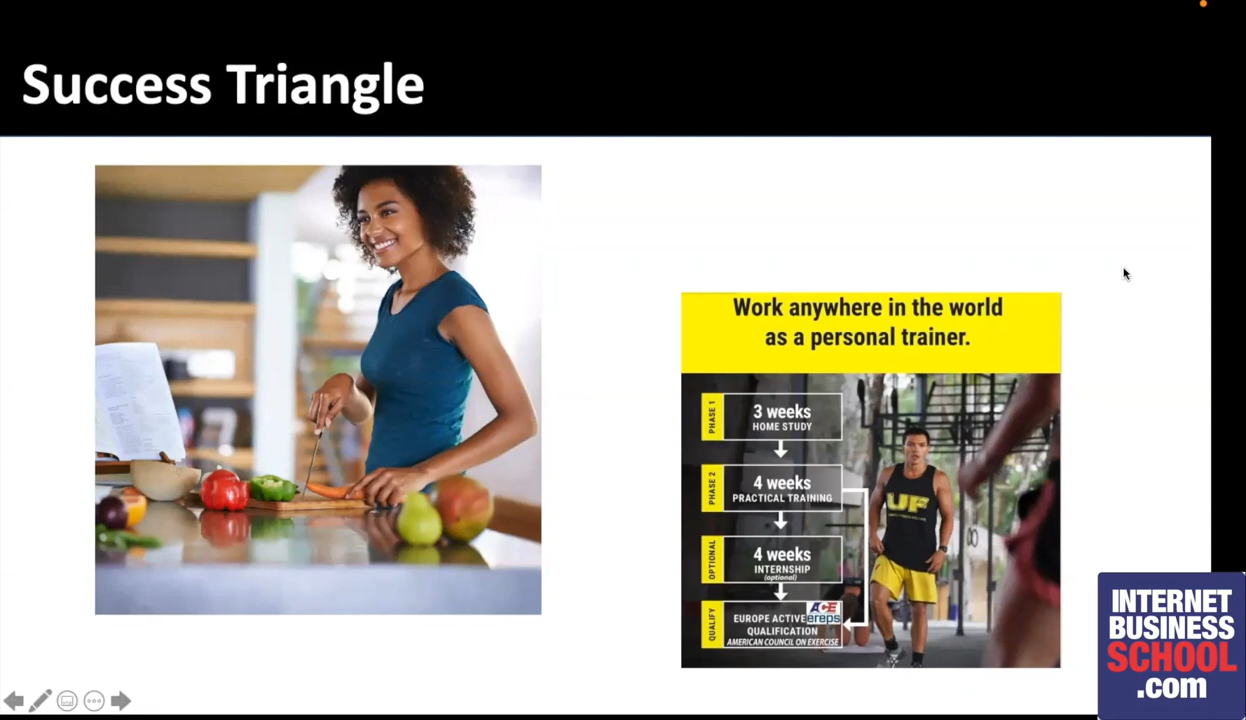 Success Triangle
Work anywhere in the world
as a personal trainer.
PHASE 1
3 weeks
HOME STUDY
PHASE 2
4 weeks
PRACTICAL TRAINING
OPTIONAL
4 weeks
INTERNSHIP
(optional)
QUALIFY
EUROPE ACTIVE
QUALIFICATION
AMERICAN COUNCIL ON EXERCISE
ACE
ereps
UF
INTERNET
BUSINESS
SCHOOL
.com